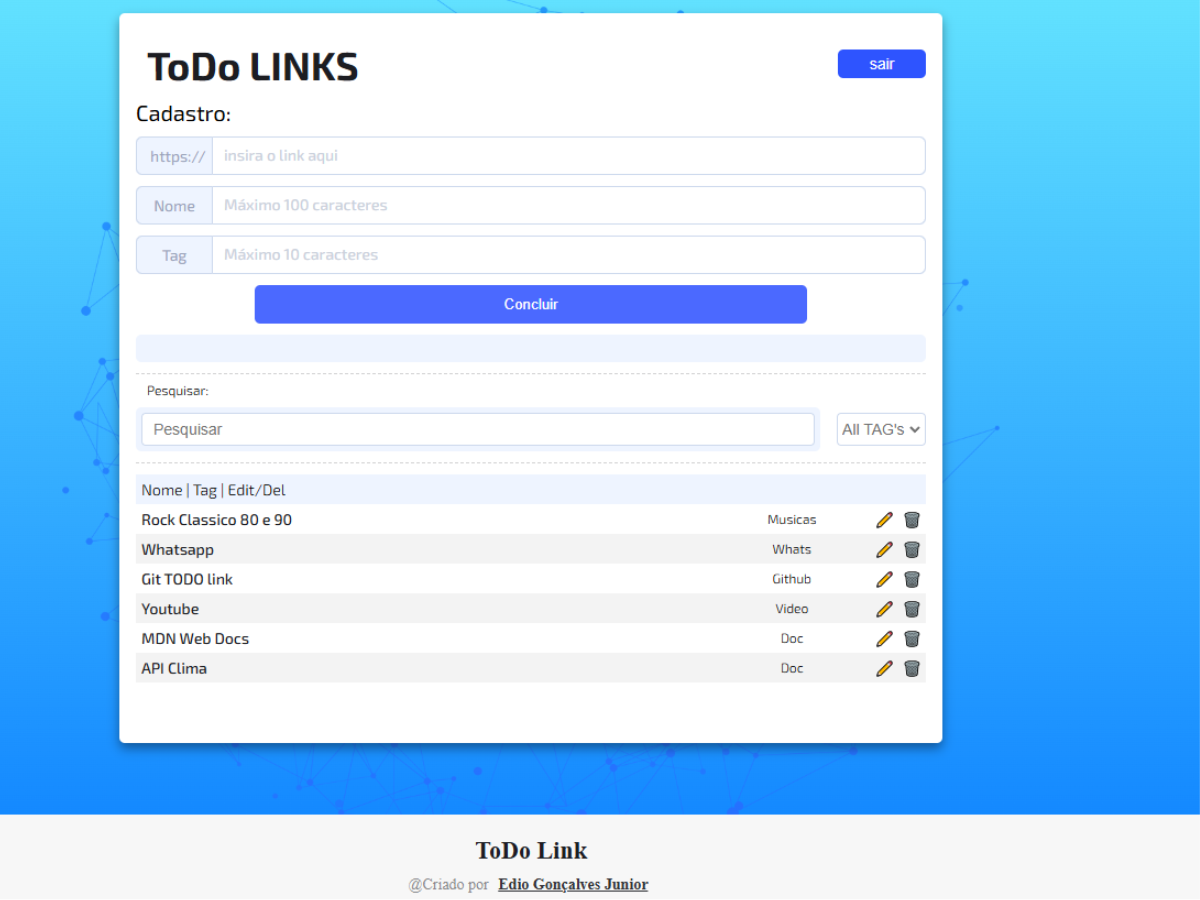 ToDo LINKS
sair
Cadastro:
https:// insira o link aqui
Nome Máximo 100 caracteres
Tag Máximo 10 caracteres
Concluir
Pesquisar:
Pesquisar All TAG's
Nome | Tag | Edit/Del
Rock Classico 80 e 90 Musicas
Whatsapp Whats
Git TODO link Github
Youtube Video
MDN Web Docs Doc
API Clima Doc
ToDo Link
@Criado por Edio Gonçalves Junior